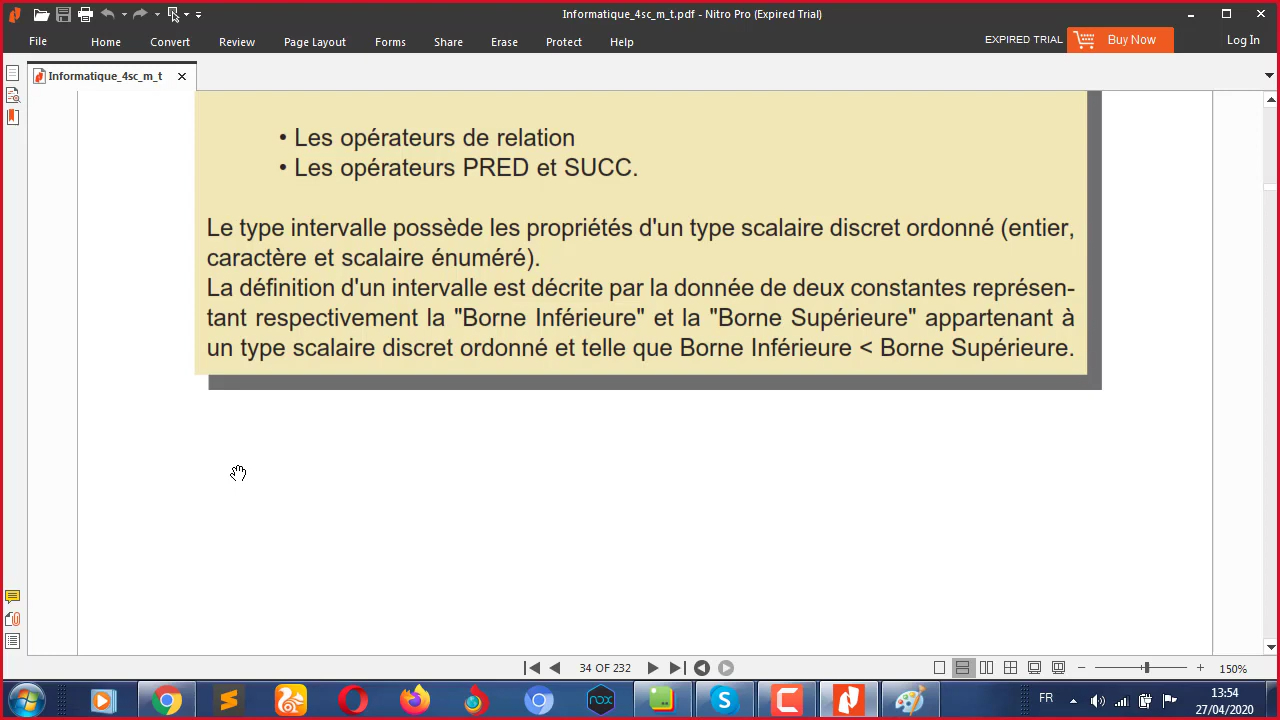 Informatique_4sc_m_t.pdf - Nitro Pro (Expired Trial)
File Home Convert Review Page Layout Forms Share Erase Protect Help EXPIRED TRIAL Buy Now Log In
Informatique_4sc_m_t
• Les opérateurs de relation
• Les opérateurs PRED et SUCC.
Le type intervalle possède les propriétés d'un type scalaire discret ordonné (entier,
caractère et scalaire énuméré).
La définition d'un intervalle est décrite par la donnée de deux constantes représen-
tant respectivement la "Borne Inférieure" et la "Borne Supérieure" appartenant à
un type scalaire discret ordonné et telle que Borne Inférieure < Borne Supérieure.
34 OF 232
150%
FR
13:54
27/04/2020